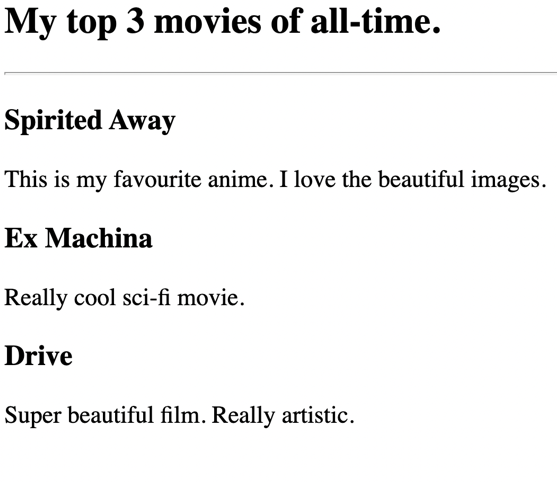 My top 3 movies of all-time.
Spirited Away
This is my favourite anime. I love the beautiful images.
Ex Machina
Really cool sci-fi movie.
Drive
Super beautiful film. Really artistic.